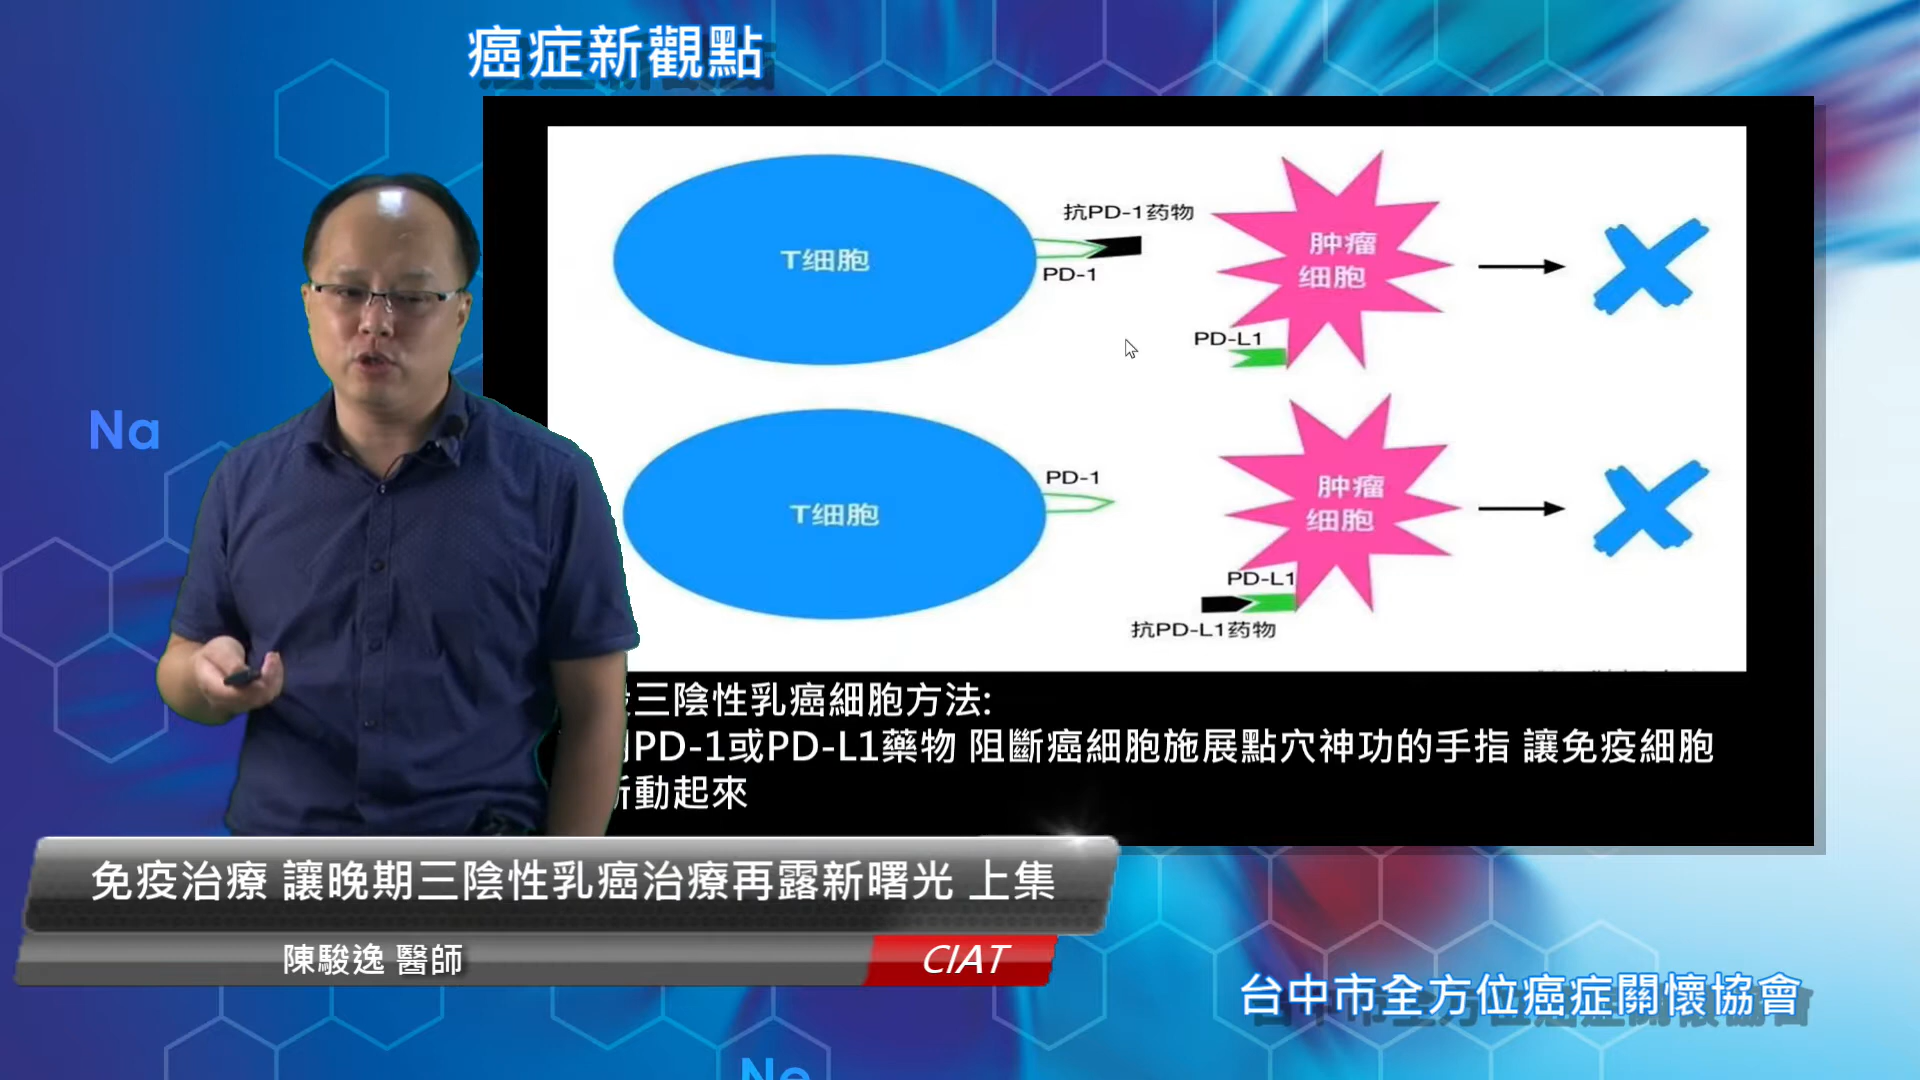 癌症新觀點
抗PD-1药物
T细胞
PD-1
肿瘤
细胞
PD-L1
Na
PD-1
T细胞
肿瘤
细胞
PD-L1
抗PD-L1药物
三陰性乳癌細胞方法:
PD-1或PD-L1藥物 阻斷癌細胞施展點穴神功的手指 讓免疫細胞
動起來
免疫治療 讓晚期三陰性乳癌治療再露新曙光 上集
陳駿逸 醫師
CIAT
台中市全方位癌症關懷協會
Ne